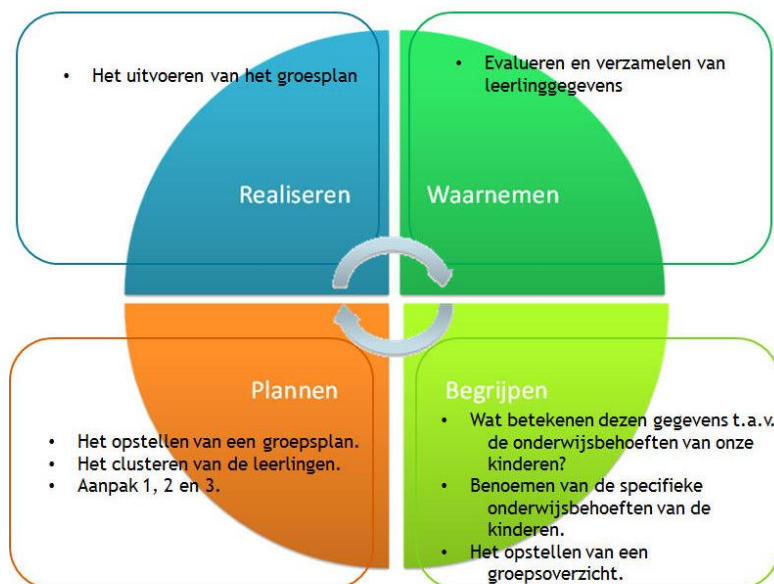 • Het uitvoeren van het groesplan
Realiseren
• Evalueren en verzamelen van
leerlinggegevens
Waarnemen
Plannen
• Het opstellen van een groepsplan.
• Het clusteren van de leerlingen.
• Aanpak 1, 2 en 3.
Begrijpen
• Wat betekenen dezen gegevens t.a.v.
de onderwijsbehoeften van onze
kinderen?
• Benoemen van de specifieke
onderwijsbehoeften van de
kinderen.
• Het opstellen van een
groepsoverzicht.